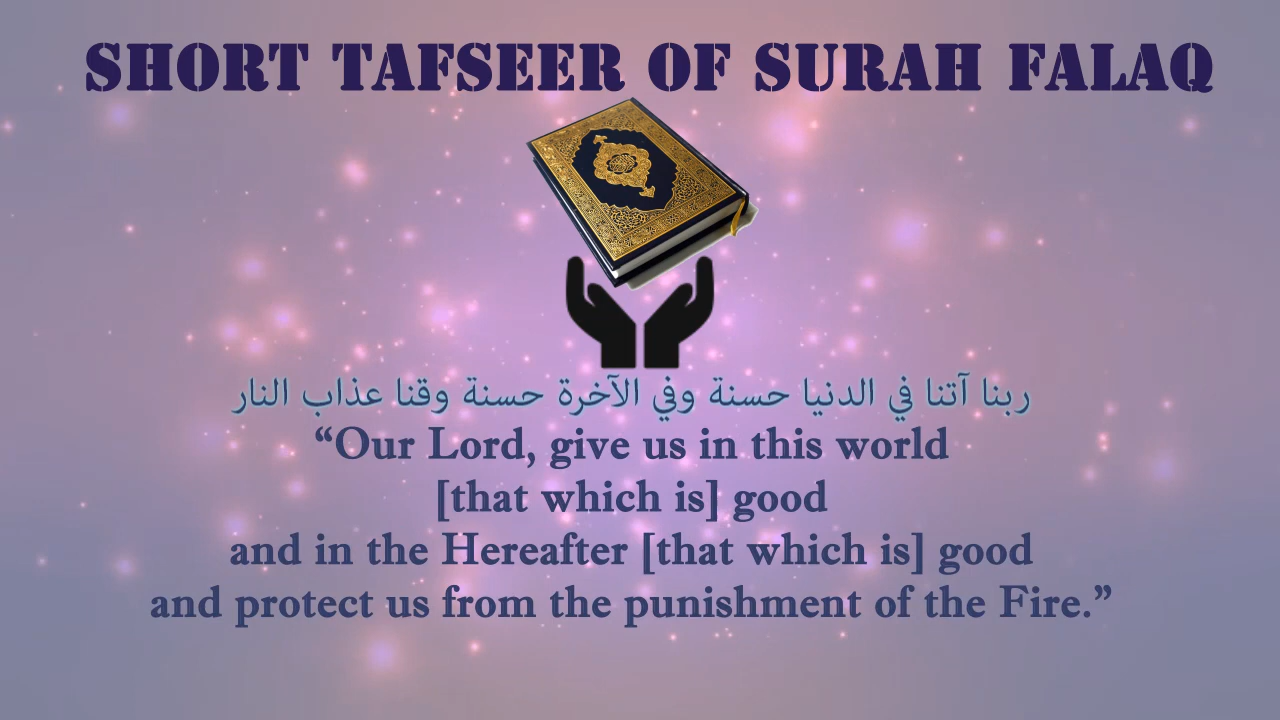 SHORT TAFSEER OF SURAH FALAQ
ربنا آتنا في الدنيا حسنة وفي الآخرة حسنة وقنا عذاب النار
“Our Lord, give us in this world
[that which is] good
and in the Hereafter [that which is] good
and protect us from the punishment of the Fire.”